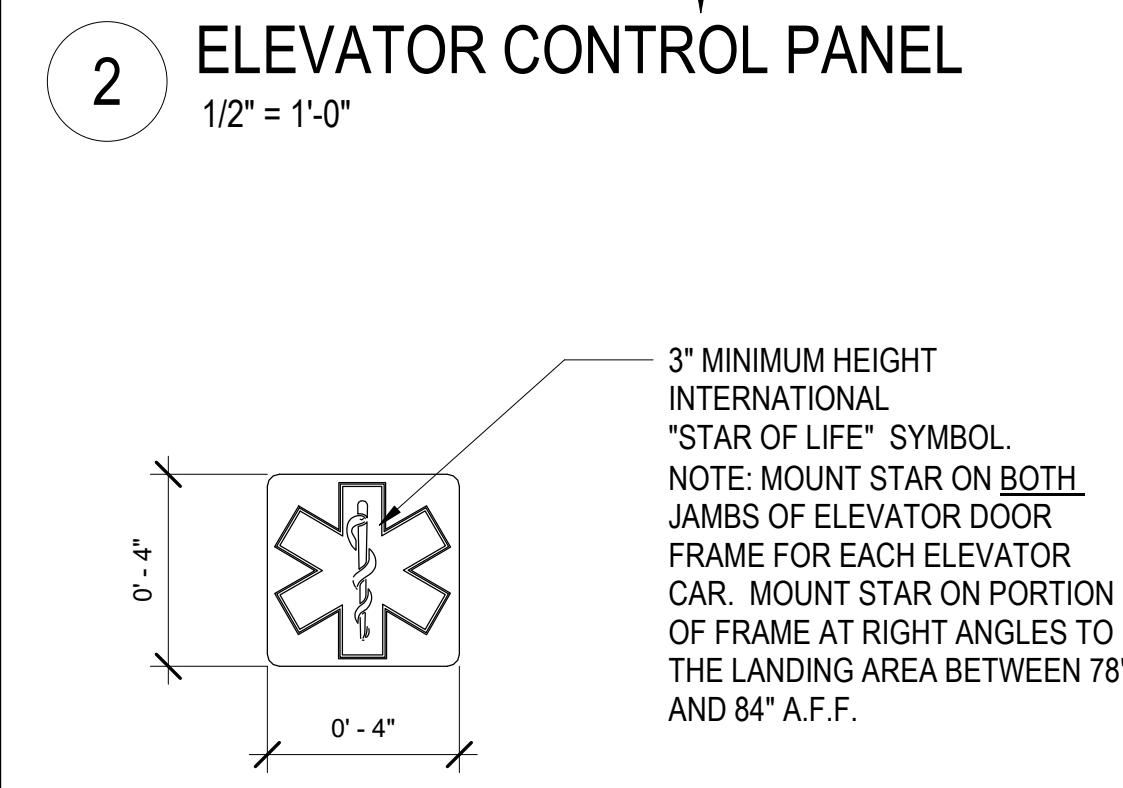 2
ELEVATOR CONTROL PANEL
1/2" = 1'-0"
3" MINIMUM HEIGHT
INTERNATIONAL
"STAR OF LIFE" SYMBOL.
NOTE: MOUNT STAR ON BOTH
JAMBS OF ELEVATOR DOOR
FRAME FOR EACH ELEVATOR
CAR. MOUNT STAR ON PORTION
OF FRAME AT RIGHT ANGLES TO
THE LANDING AREA BETWEEN 78"
AND 84" A.F.F.
0' - 4"
0' - 4"